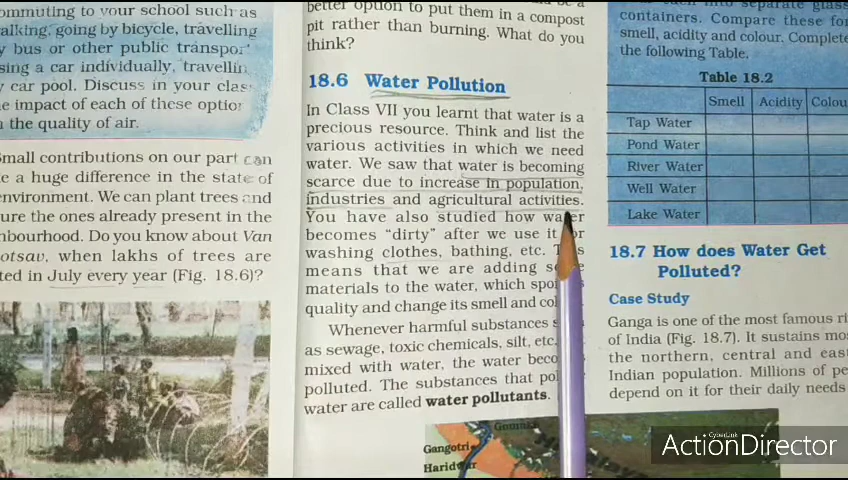 ommuting to your school such as
alking, going by bicycle, travelling
y bus or other public transpor
sing a car individually, travellin
y car pool. Discuss in your clas
e impact of each of these optio
the quality of air.
Small contributions on our part can
e a huge difference in the state of
environment. We can plant trees and
ure the ones already present in the
hbourhood. Do you know about Van
otsav, when lakhs of trees are
ted in July every year (Fig. 18.6)?
better option to put them in a compost
pit rather than burning. What do you
think?
18.6 Water Pollution
In Class VII you learnt that water is a
precious resource. Think and list the
various activities in which we need
water. We saw that water is becoming
scarce due to increase in population,
industries and agricultural activities.
You have also studied how wa er
becomes "dirty" after we use it or
washing clothes, bathing, etc. T s
means that we are adding s e
materials to the water, which spo
quality and change its smell and co
Whenever harmful substances s
as sewage, toxic chemicals, silt, etc.
mixed with water, the water beco
polluted. The substances that po
water are called water pollutants.
Gangotri
Haridwar
Gomukh
into separate glass
containers. Compare these for
smell, acidity and colour. Complete
the following Table.
Table 18.2
Smell Acidity Colou
Tap Water
Pond Water
River Water
Well Water
Lake Water
18.7 How does Water Get
Polluted?
Case Study
Ganga is one of the most famous ri
of India (Fig. 18.7). It sustains mos
the northern, central and east
Indian population. Millions of pe
depend on it for their daily needs
CyberLink
ActionDirector